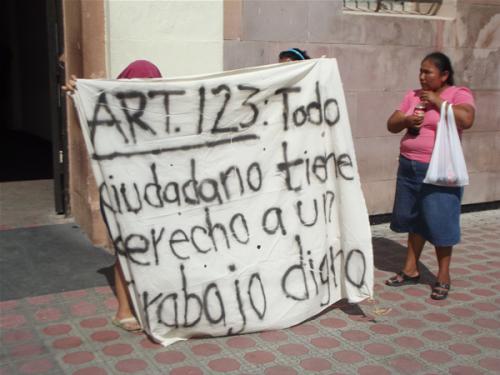 ART. 123: Todo
ciudadano tiene
derecho a un
trabajo digno